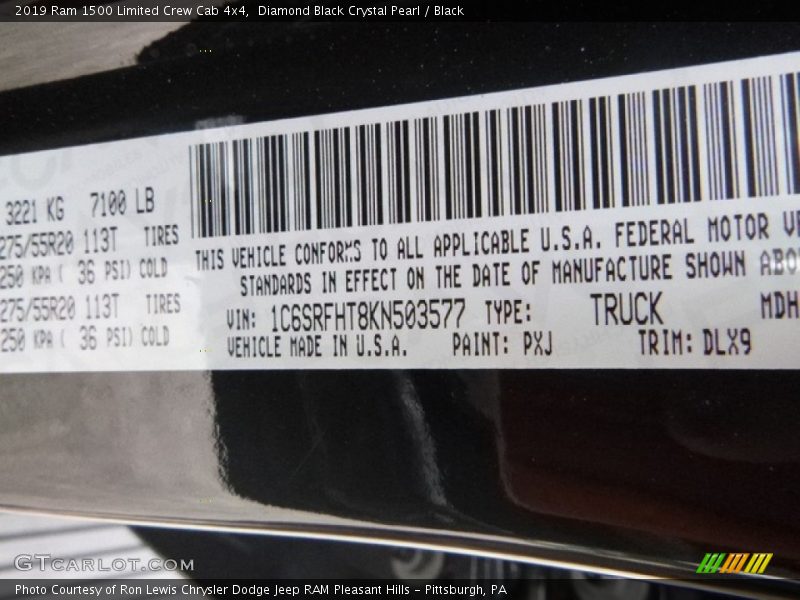 2019 Ram 1500 Limited Crew Cab 4x4,  Diamond Black Crystal Pearl / Black
3221 KG 7100 LB
275/55R20 113T TIRES
250 KPA ( 36 PSI) COLD
275/55R20 113T TIRES
250 KPA ( 36 PSI) COLD
THIS VEHICLE CONFORMS TO ALL APPLICABLE U.S.A. FEDERAL MOTOR
STANDARDS IN EFFECT ON THE DATE OF MANUFACTURE SHOWN
VIN: 1C6SRFHT8KN503577 TYPE: TRUCK MDH
VEHICLE MADE IN U.S.A. PAINT: PXJ TRIM: DLX9
GTCARLOT.COM
Photo Courtesy of Ron Lewis Chrysler Dodge Jeep RAM Pleasant Hills - Pittsburgh, PA